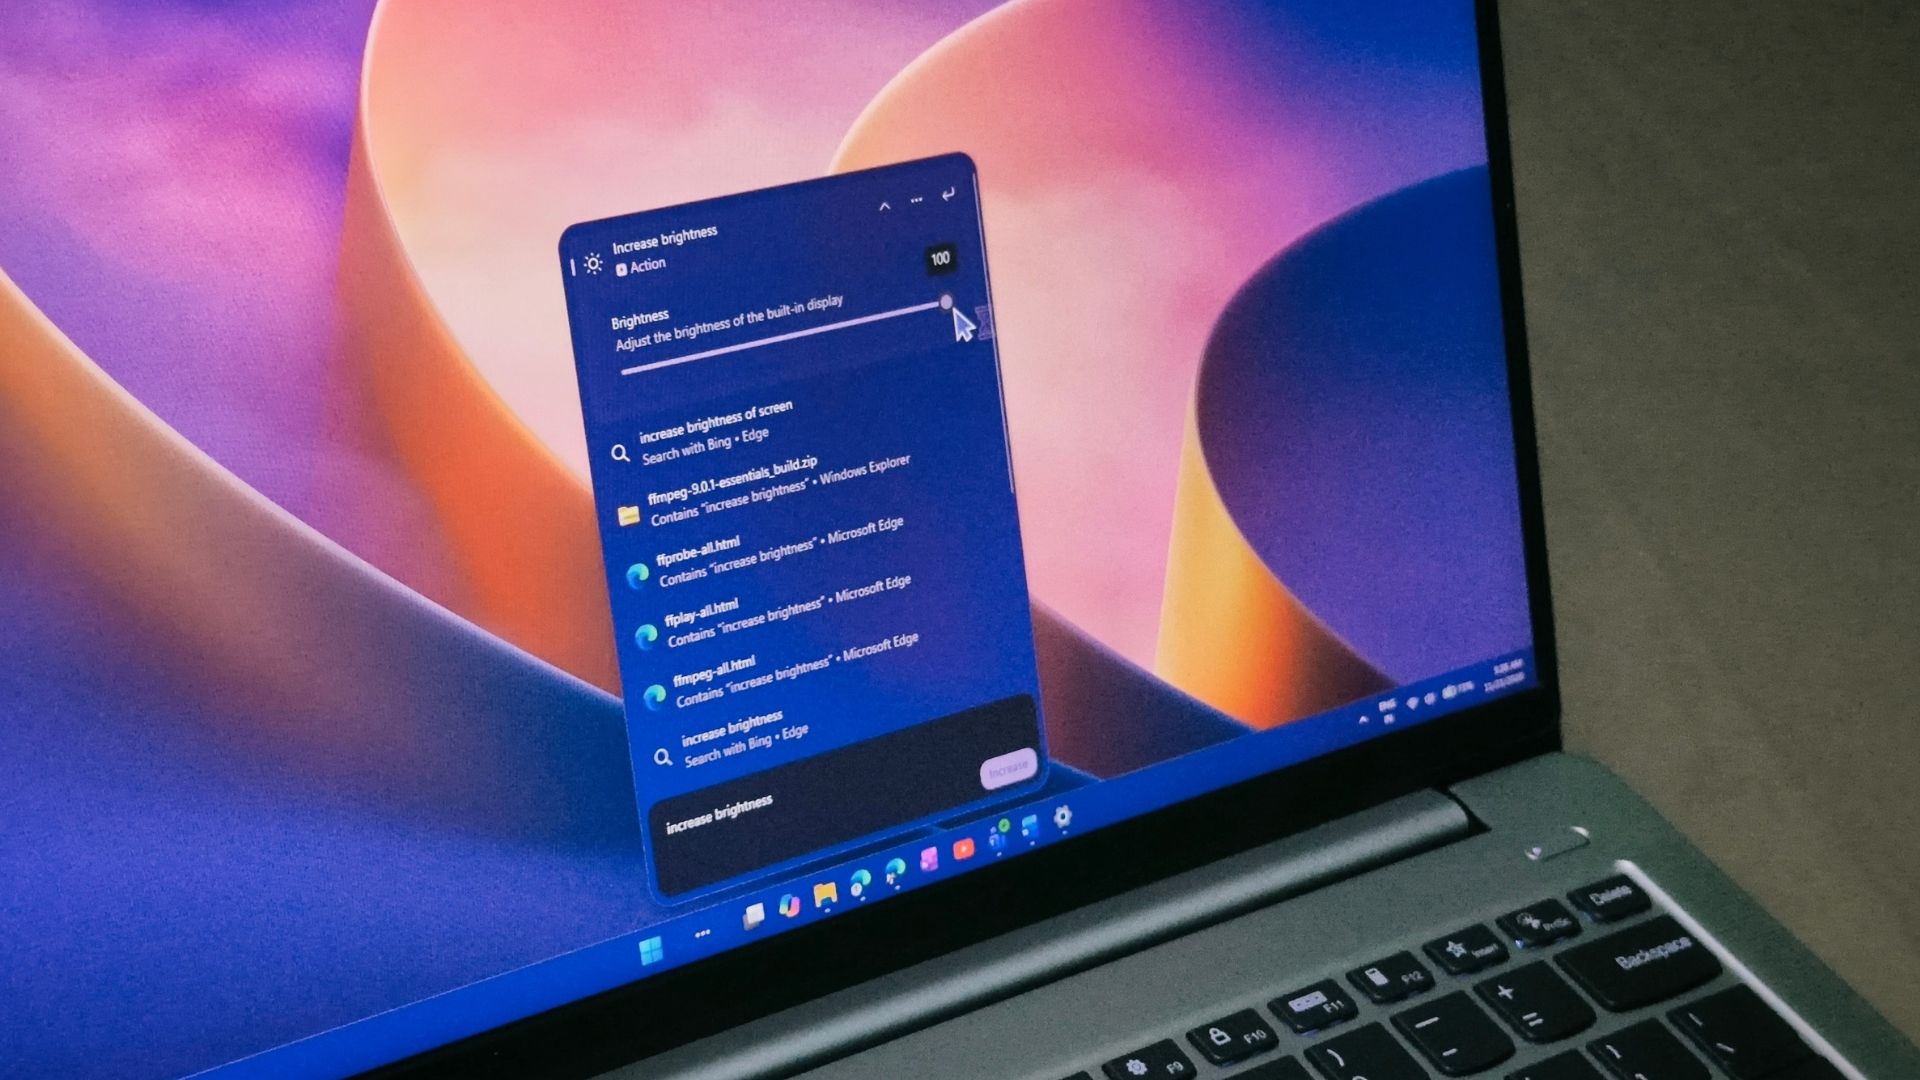 Increase brightness
Action
100
Brightness
Adjust the brightness of the built-in display
increase brightness of screen
Search with Bing • Edge
ffmpeg-9.0.1-essentials_build.zip
Contains "increase brightness" • Windows Explorer
ffprobe-all.html
Contains "increase brightness" • Microsoft Edge
ffplay-all.html
Contains "increase brightness" • Microsoft Edge
ffmpeg-all.html
Contains "increase brightness" • Microsoft Edge
increase brightness
Search with Bing • Edge
Increase
increase brightness
ENG
IN
Delete
PrtSc
Insert
F12
F11
F10
F9
Backspace
+
=